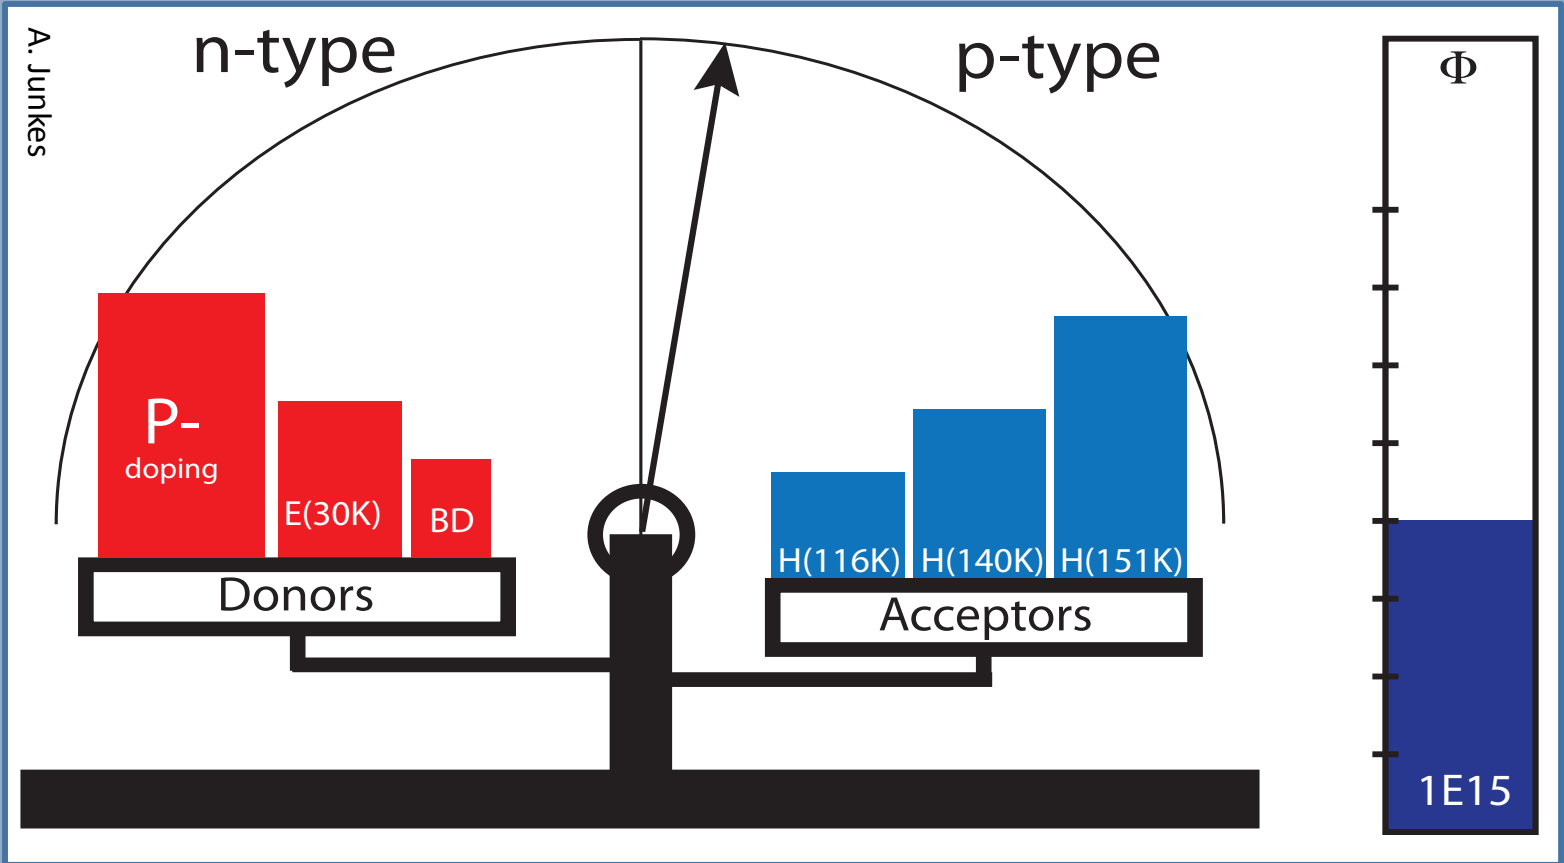 A. Junkes
n-type
p-type
Φ
P-
doping
E(30K)
BD
H(116K)
H(140K)
H(151K)
Donors
Acceptors
1E15